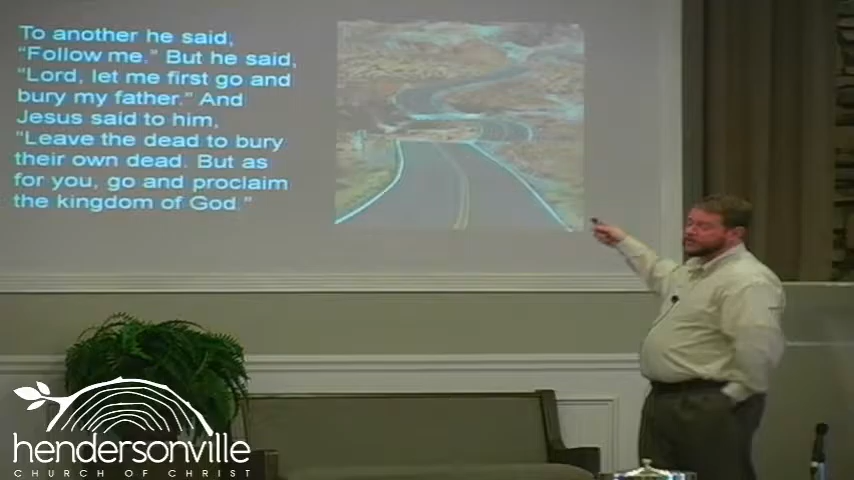 To another he said,
"Follow me." But he said,
"Lord, let me first go and
bury my father." And
Jesus said to him,
"Leave the dead to bury
their own dead. But as
for you, go and proclaim
the kingdom of God."
hendersonville
CHURCH OF CHRIST